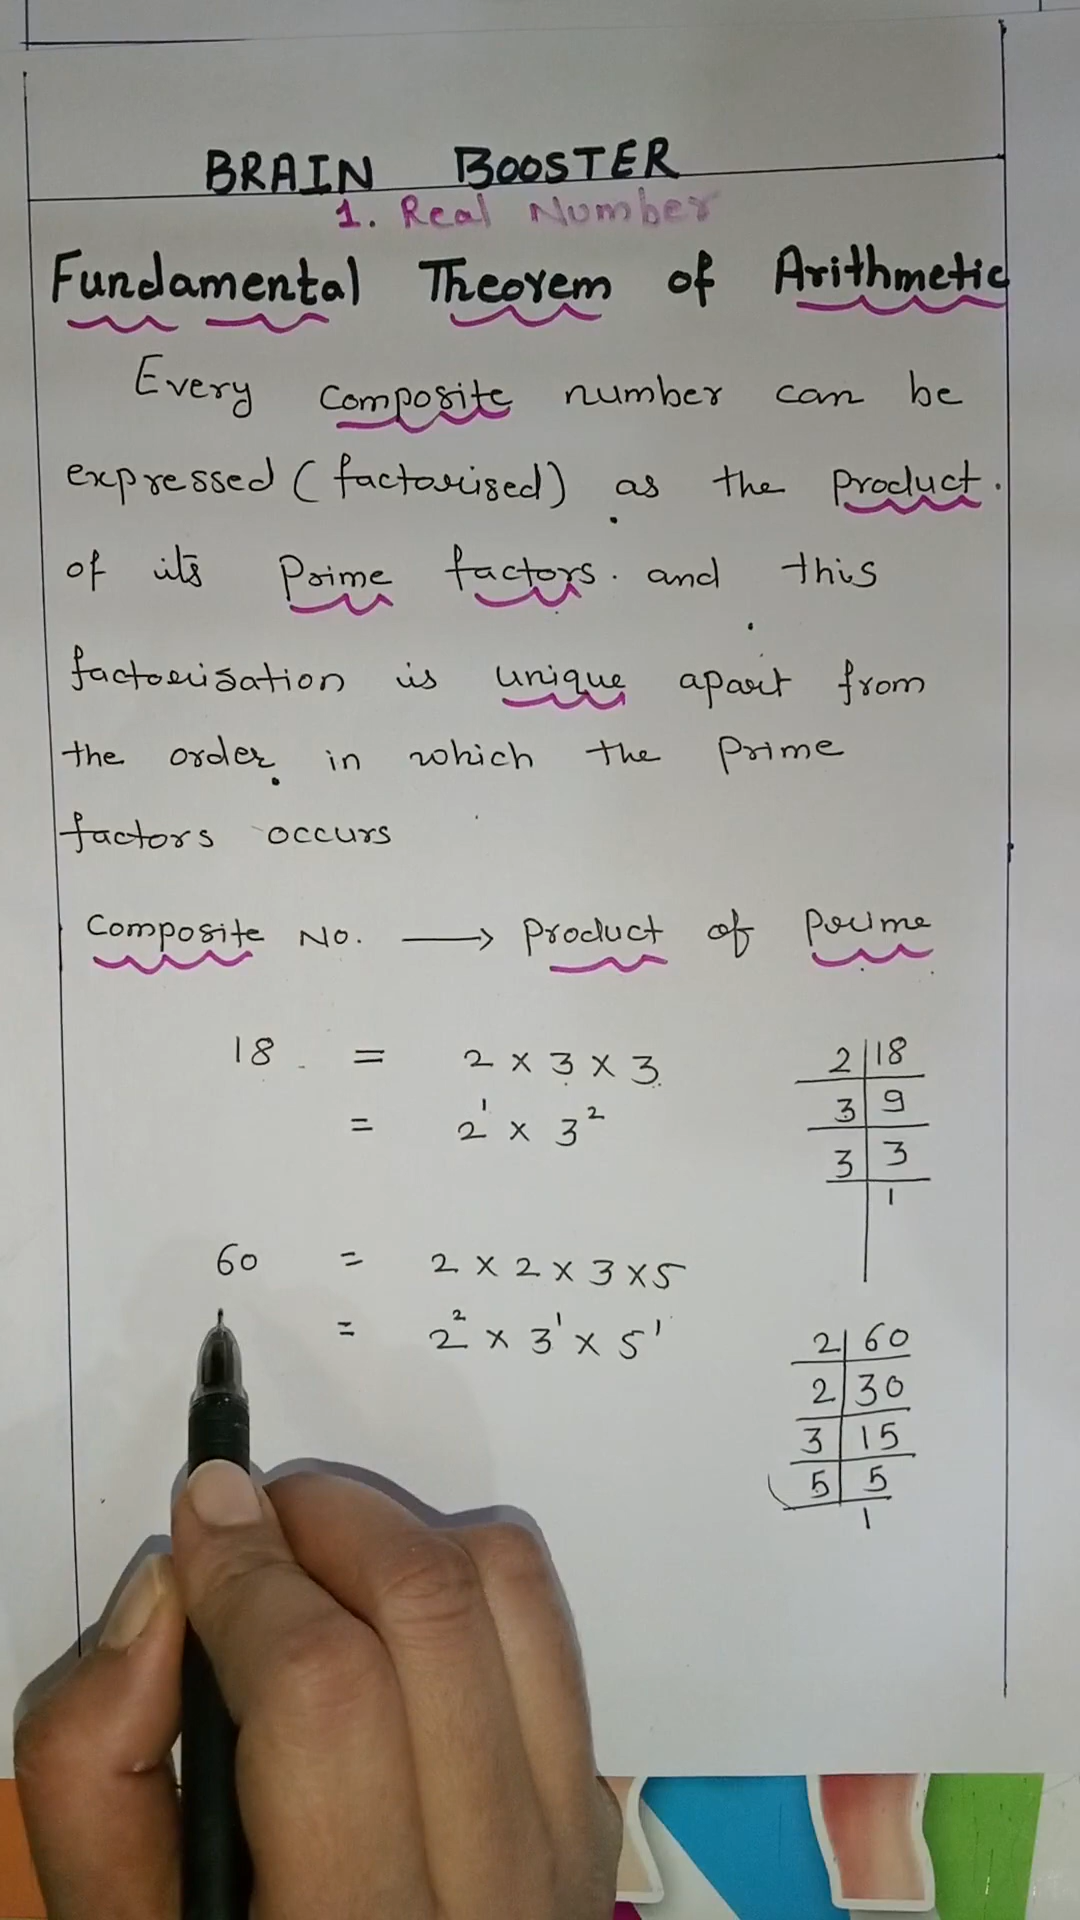 BRAIN BOOSTER
1. Real Number
Fundamental Theorem of Arithmetic
Every composite number can be
expressed (factorised) as the product.
of its Prime factors. and this
factorisation is unique apart from
the order in which the prime
factors occurs
Composite No. → Product of Prime
18 = 2 × 3 × 3
= 2¹ × 3²
2 | 18
3 | 9
3 | 3
1
60 = 2 × 2 × 3 × 5
= 2² × 3¹ × 5¹
2 | 60
2 | 30
3 | 15
5 | 5
1